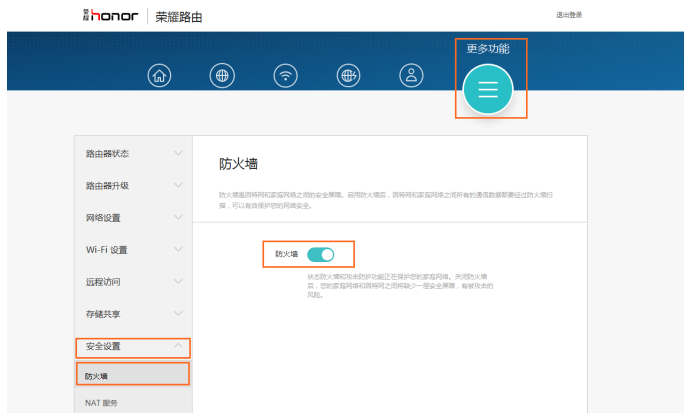 荣耀 honor 荣耀路由 退出登录
更多功能
路由器状态
防火墙
路由器升级
防火墙是因特网和家庭网络之间的安全屏障。启用防火墙后，因特网和家庭网络之间所有的通信数据都要经过防火墙扫
描，可以有效保护您的网络安全。
网络设置
Wi-Fi 设置
防火墙
远程访问
状态防火墙和攻击防护功能正在保护您的家庭网络。关闭防火墙
后，您的家庭网络和因特网之间将缺少一层安全屏障，有被攻击的
风险。
存储共享
安全设置
防火墙
NAT 服务